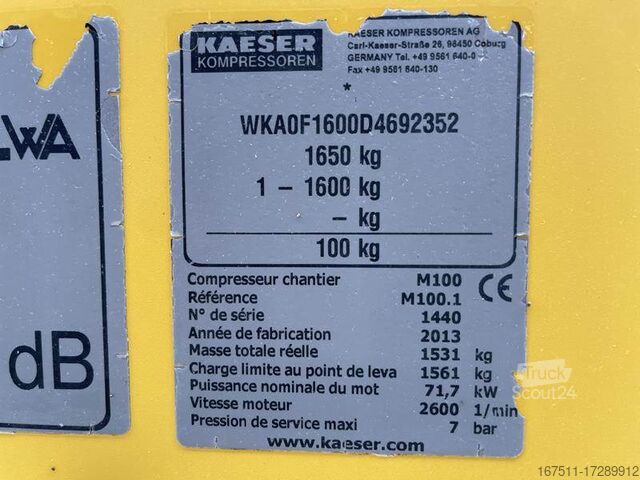 KAESER
KOMPRESSOREN
KAESER KOMPRESSOREN AG
Carl-Kaeser-Straße 26, 96450 Coburg
GERMANY Tel. +49 9561 640-0
Fax +49 9561 640-130
*
WKA0F1600D4692352
1650 kg
1 – 1600 kg
– kg
100 kg
LWA
dB
Compresseur chantier M100 CE
Référence M100.1
N° de série 1440
Année de fabrication 2013
Masse totale réelle 1531 kg
Charge limite au point de leva 1561 kg
Puissance nominale du mot 71,7 kW
Vitesse moteur 2600 1/min
Pression de service maxi 7 bar
www.kaeser.com
Truck
Scout24
167511-17289912